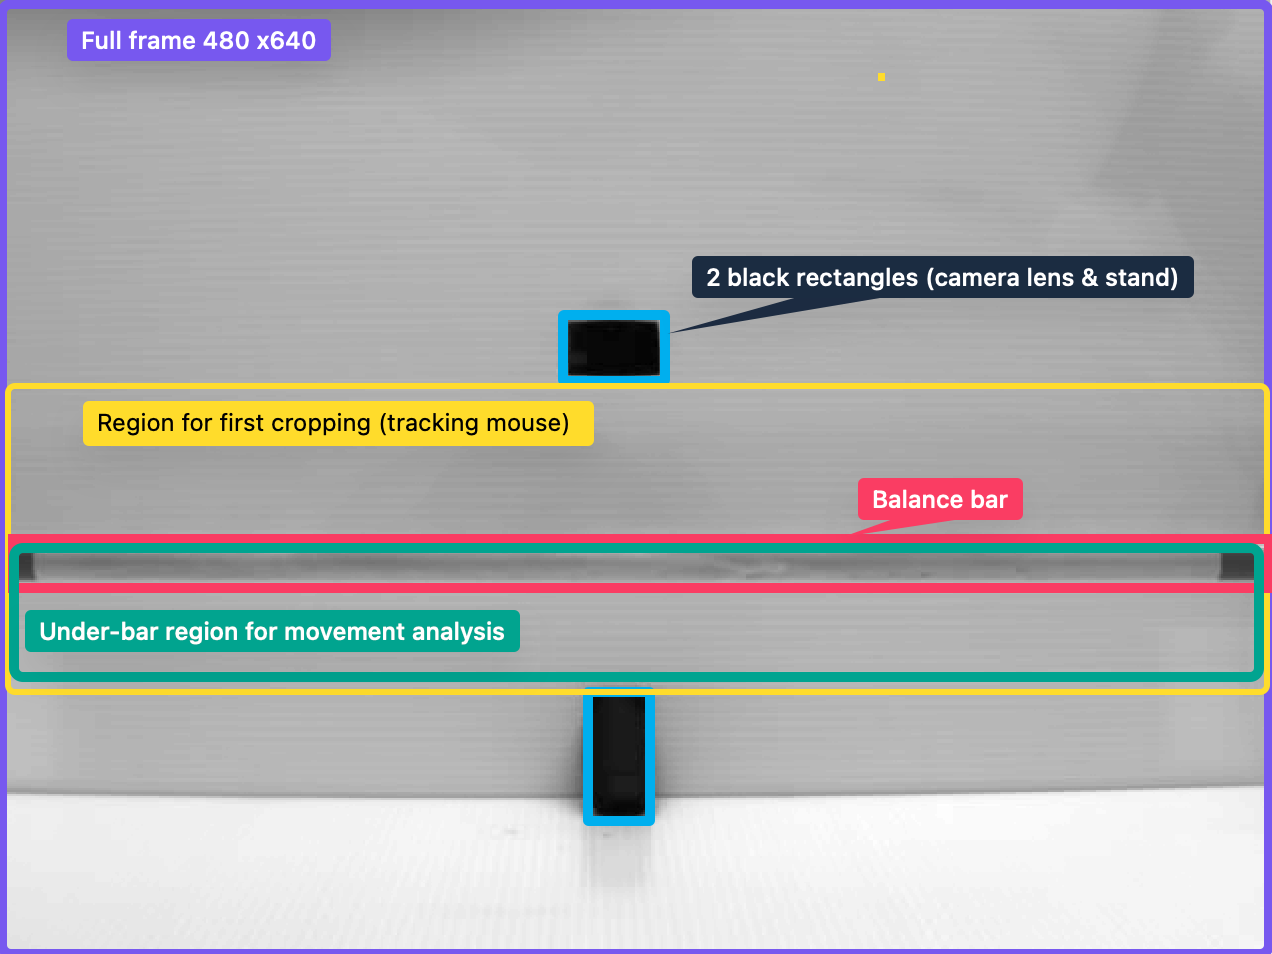 Full frame 480 x640
2 black rectangles (camera lens & stand)
Region for first cropping (tracking mouse)
Balance bar
Under-bar region for movement analysis